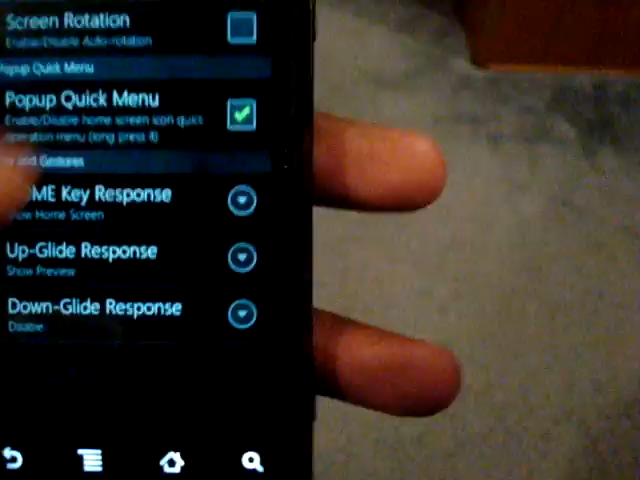 Screen Rotation
Enable/Disable Auto-rotation
Popup Quick Menu
Popup Quick Menu
Enable/Disable home screen icon quick
operation menu (long press it)
and Gestures
ME Key Response
Home Screen
Up-Glide Response
Show Preview
Down-Glide Response
Disable